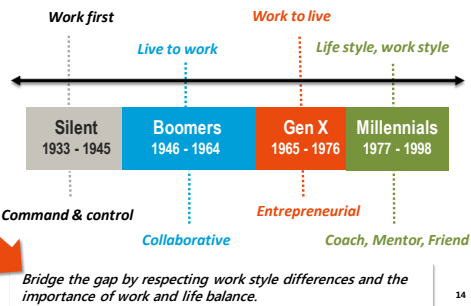 Work first
Work to live
Live to work
Life style, work style
Silent
1933 - 1945
Boomers
1946 - 1964
Gen X
1965 - 1976
Millennials
1977 - 1998
Command & control
Entrepreneurial
Collaborative
Coach, Mentor, Friend
Bridge the gap by respecting work style differences and the
importance of work and life balance.
14